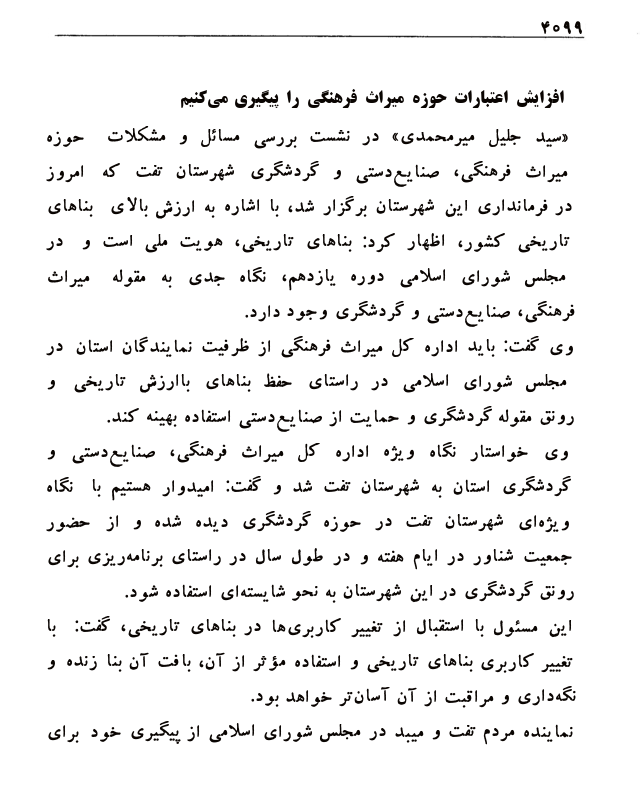 ۴۰۹۹
افزایش اعتبارات حوزه میراث فرهنگی را پیگیری می‌کنیم
«سید جلیل میرمحمدی» در نشست بررسی مسائل و مشکلات حوزه
میراث فرهنگی، صنایع‌دستی و گردشگری شهرستان تفت که امروز
در فرمانداری این شهرستان برگزار شد، با اشاره به ارزش بالای بناهای
تاریخی کشور، اظهار کرد: بناهای تاریخی، هویت ملی است و در
مجلس شورای اسلامی دوره یازدهم، نگاه جدی به مقوله میراث
فرهنگی، صنایع‌دستی و گردشگری وجود دارد.
وی گفت: باید اداره کل میراث فرهنگی از ظرفیت نمایندگان استان در
مجلس شورای اسلامی در راستای حفظ بناهای باارزش تاریخی و
رونق مقوله گردشگری و حمایت از صنایع‌دستی استفاده بهینه کند.
وی خواستار نگاه ویژه اداره کل میراث فرهنگی، صنایع‌دستی و
گردشگری استان به شهرستان تفت شد و گفت: امیدوار هستیم با نگاه
ویژه‌ای شهرستان تفت در حوزه گردشگری دیده شده و از حضور
جمعیت شناور در ایام هفته و در طول سال در راستای برنامه‌ریزی برای
رونق گردشگری در این شهرستان به نحو شایسته‌ای استفاده شود.
این مسئول با استقبال از تغییر کاربری‌ها در بناهای تاریخی، گفت: با
تغییر کاربری بناهای تاریخی و استفاده مؤثر از آن، بافت آن بنا زنده و
نگه‌داری و مراقبت از آن آسان‌تر خواهد بود.
نماینده مردم تفت و میبد در مجلس شورای اسلامی از پیگیری خود برای